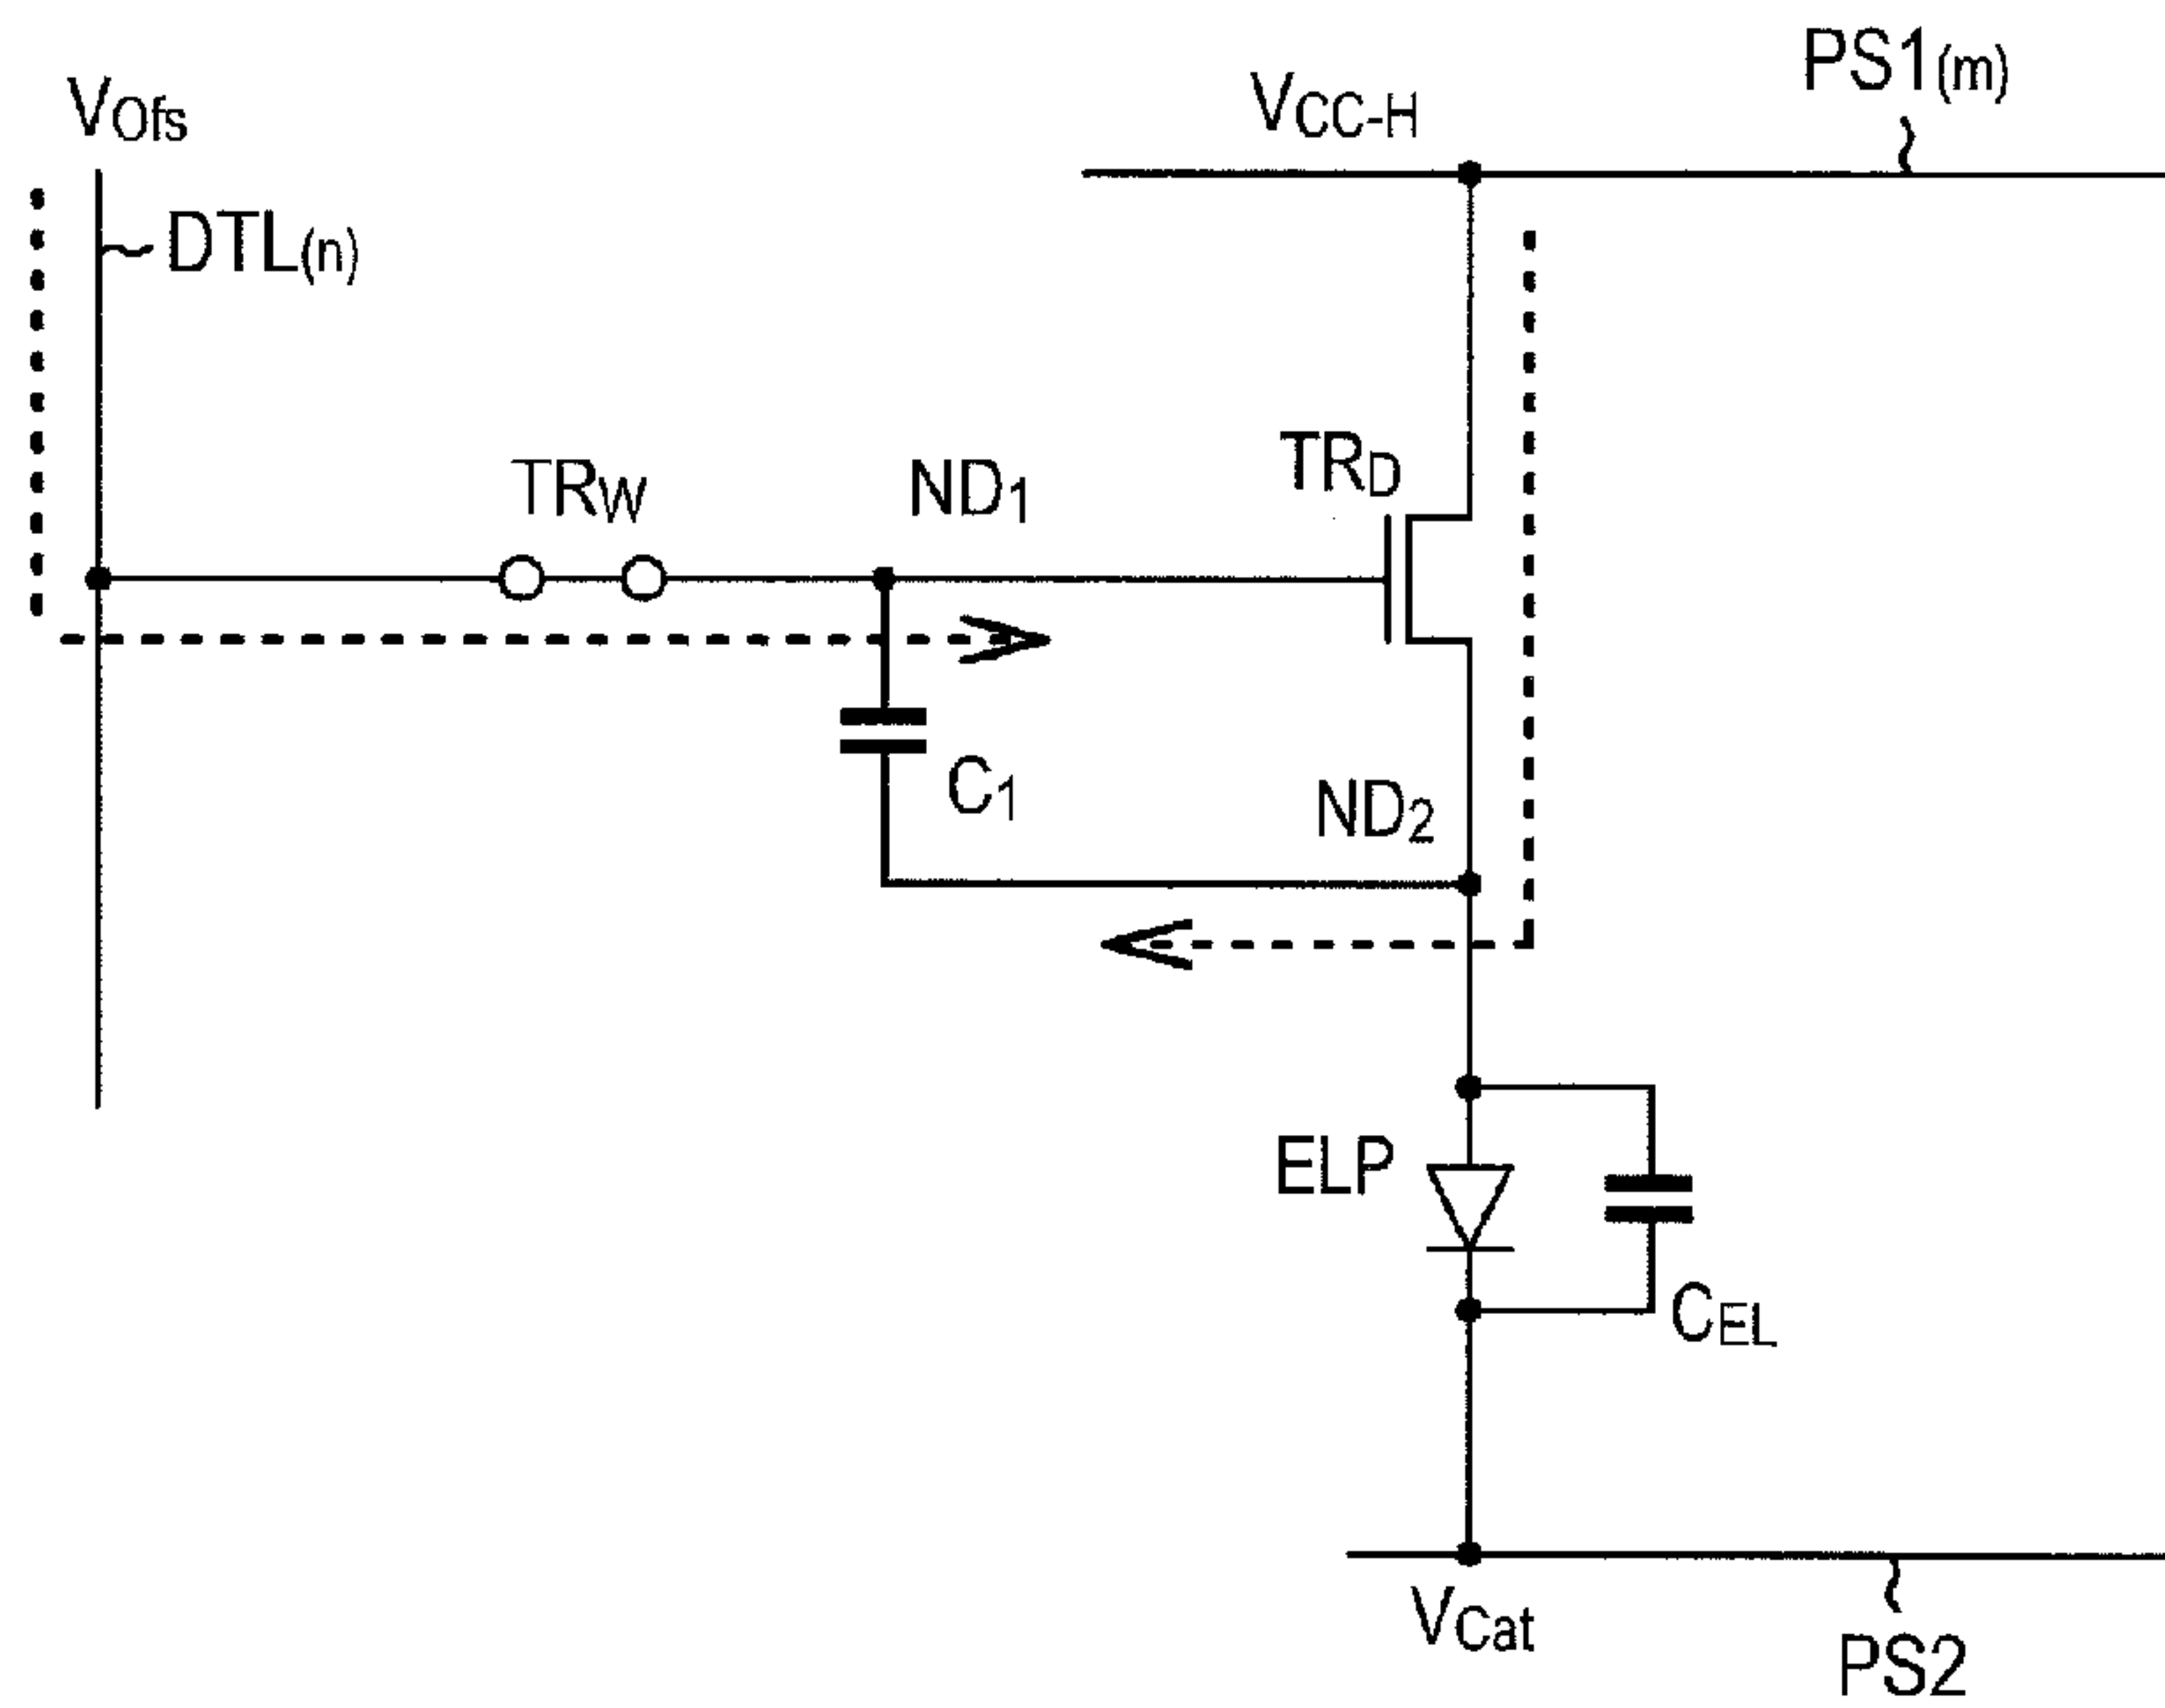 PS1(m)
VOfs
VCC-H
DTL(n)
TRW
ND1
TRD
C1
ND2
ELP
CEL
VCat
PS2